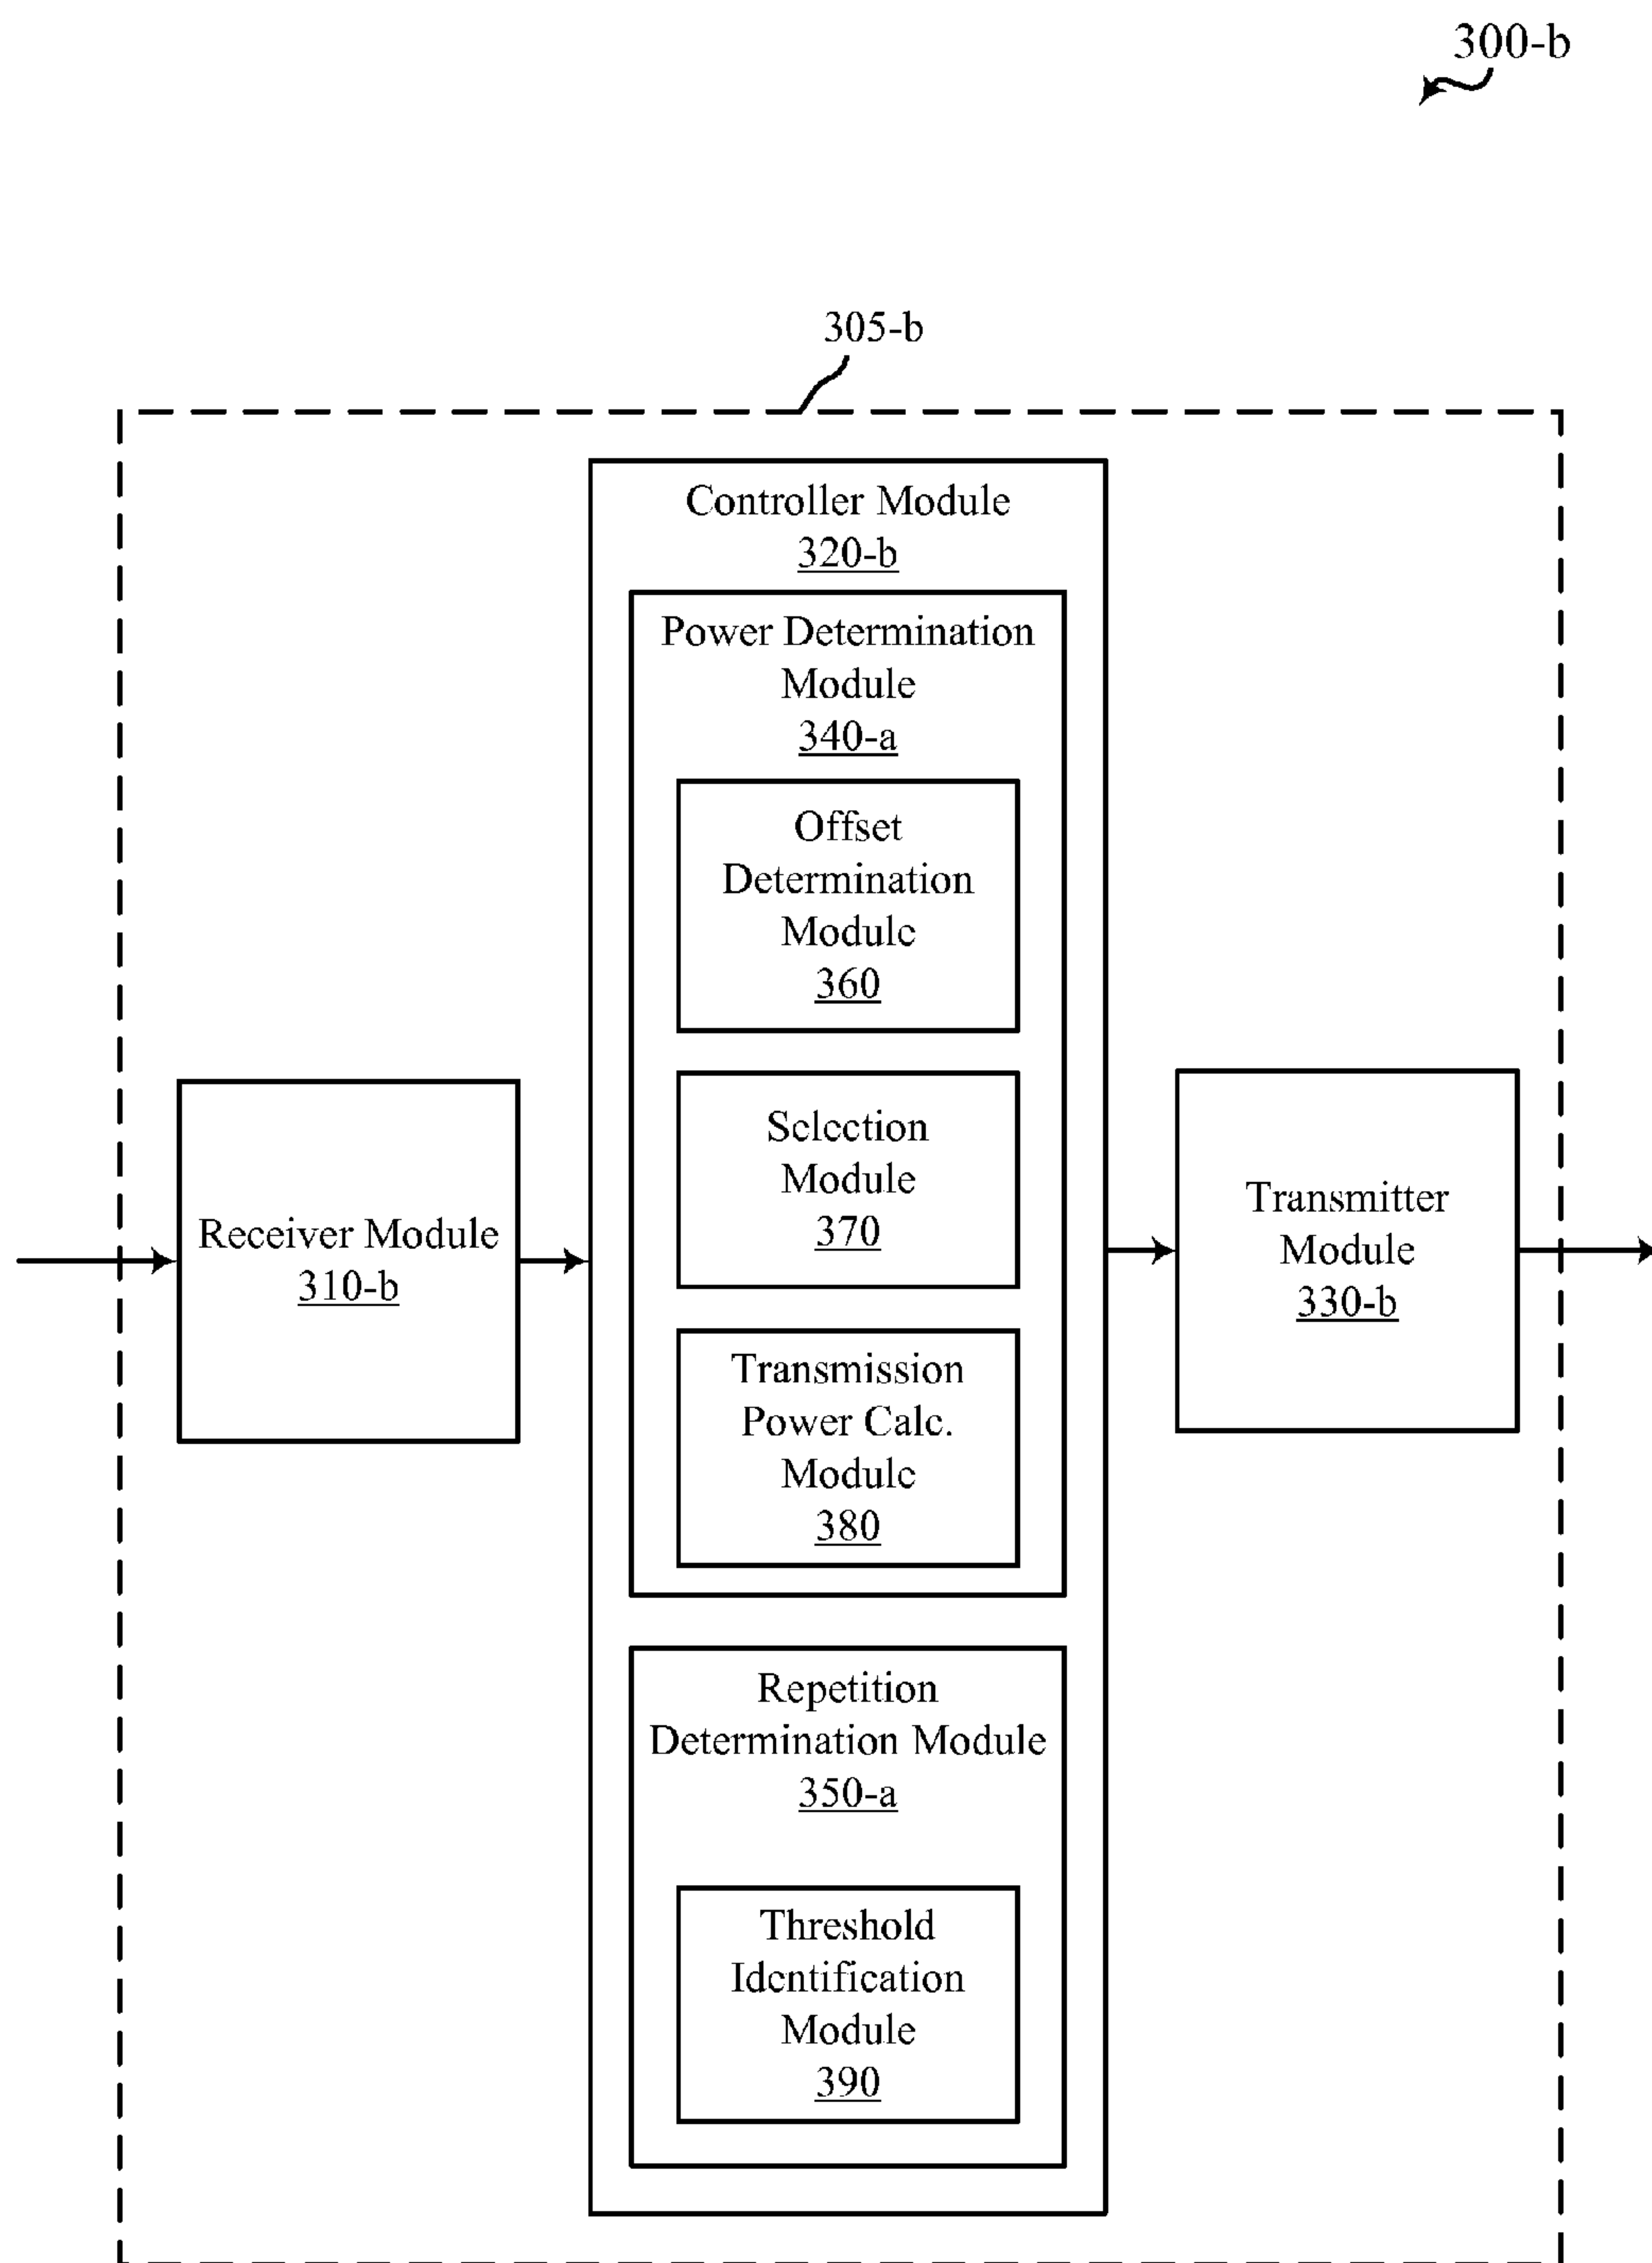 300-b
305-b
Controller Module
320-b
Power Determination
Module
340-a
Offset
Determination
Module
360
Selection
Module
370
Transmission
Power Calc.
Module
380
Receiver Module
310-b
Transmitter
Module
330-b
Repetition
Determination Module
350-a
Threshold
Identification
Module
390